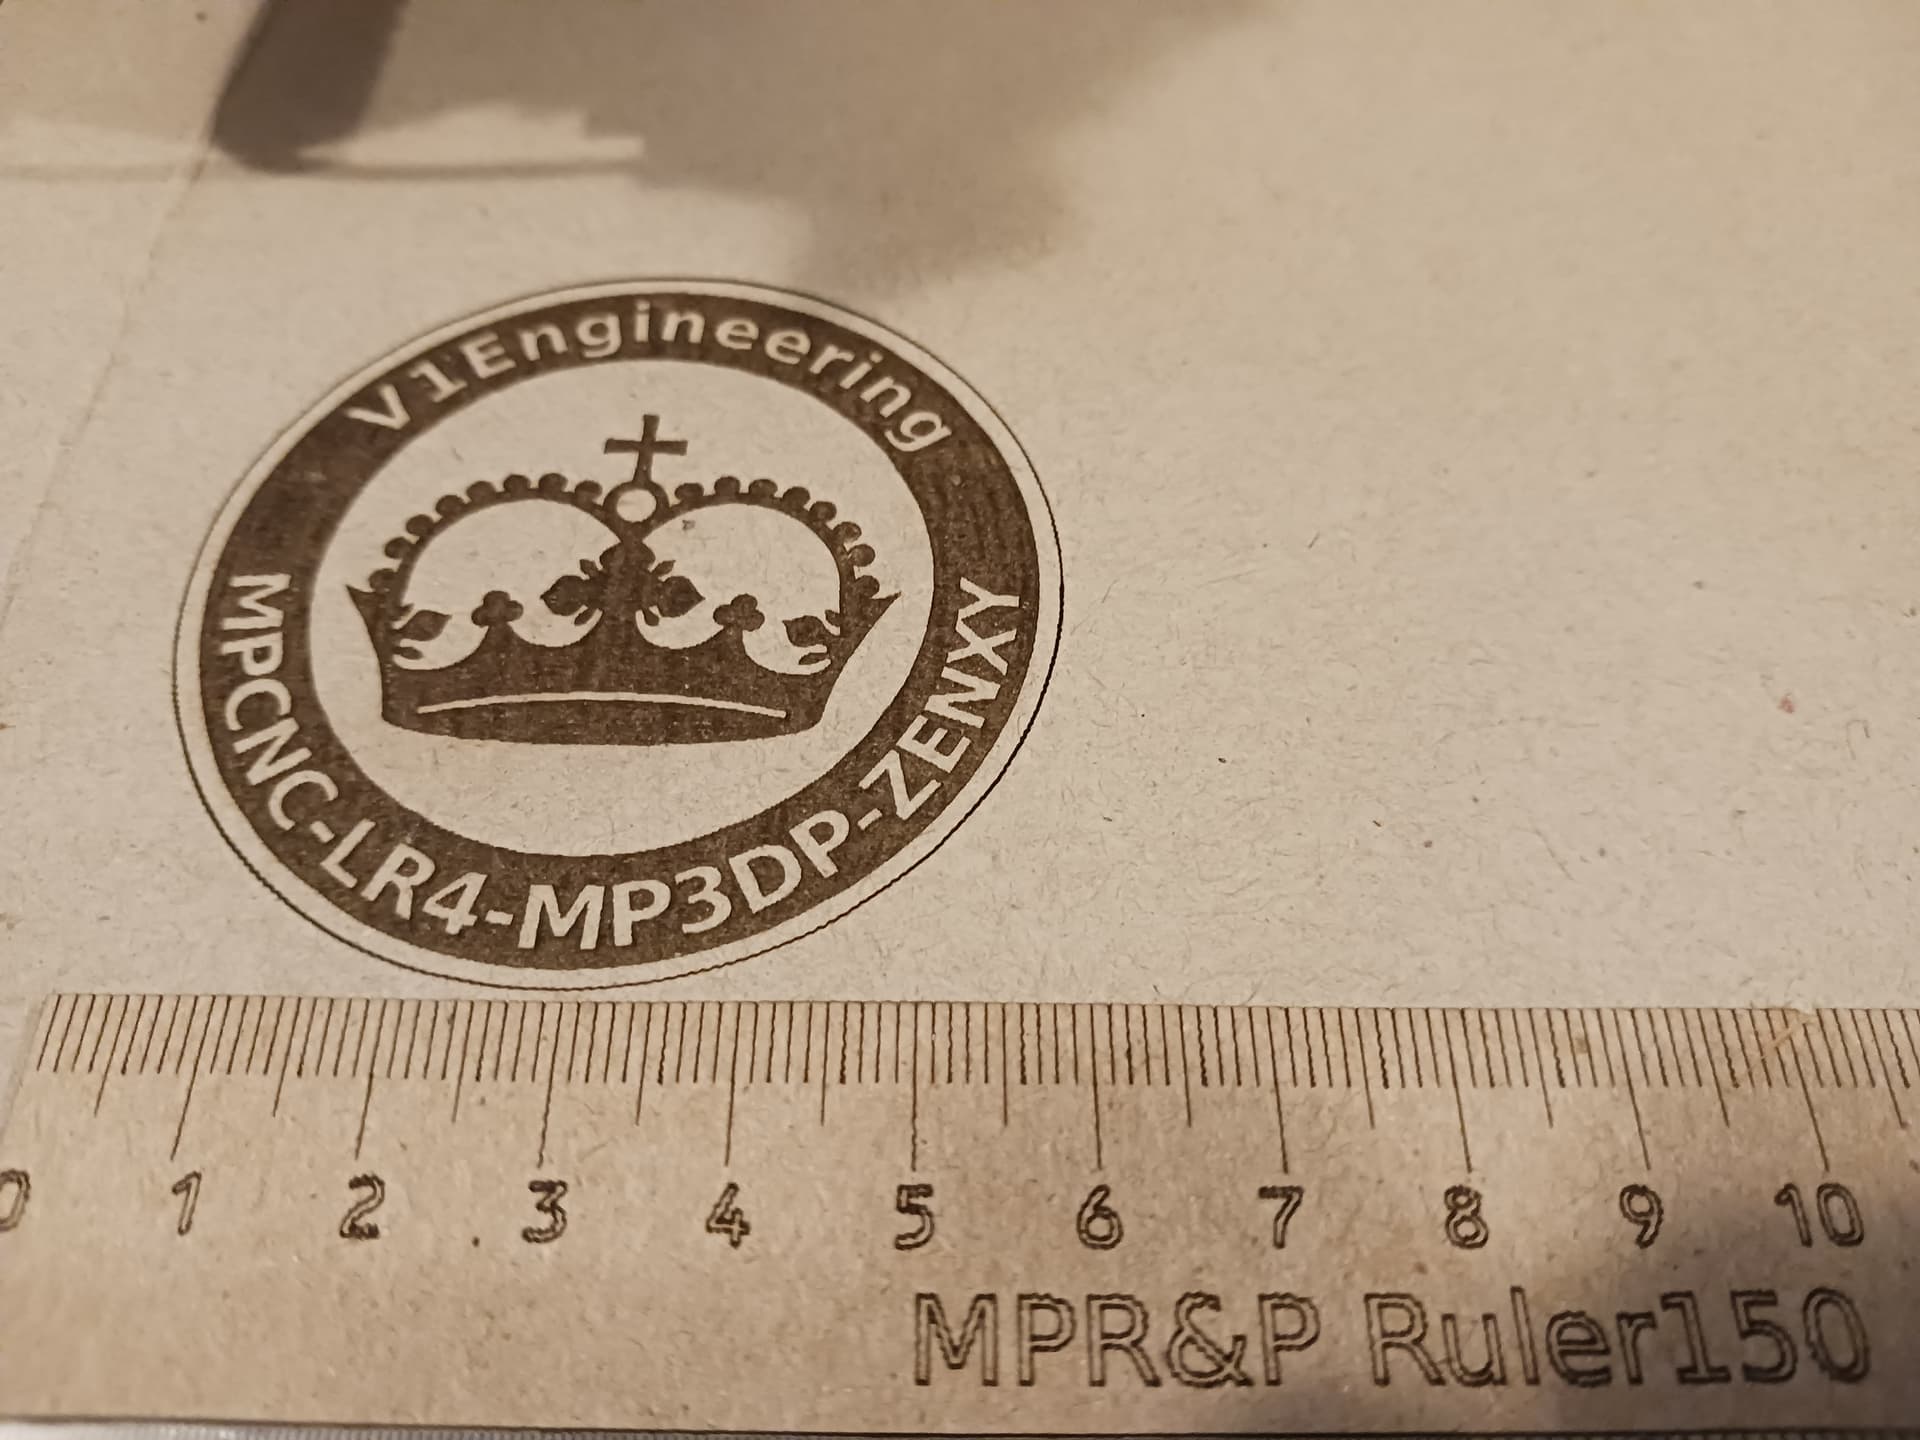 V1Engineering
MPCNC-LR4-MP3DP-ZENXY
0 1 2 3 4 5 6 7 8 9 10
MPR&P Ruler150